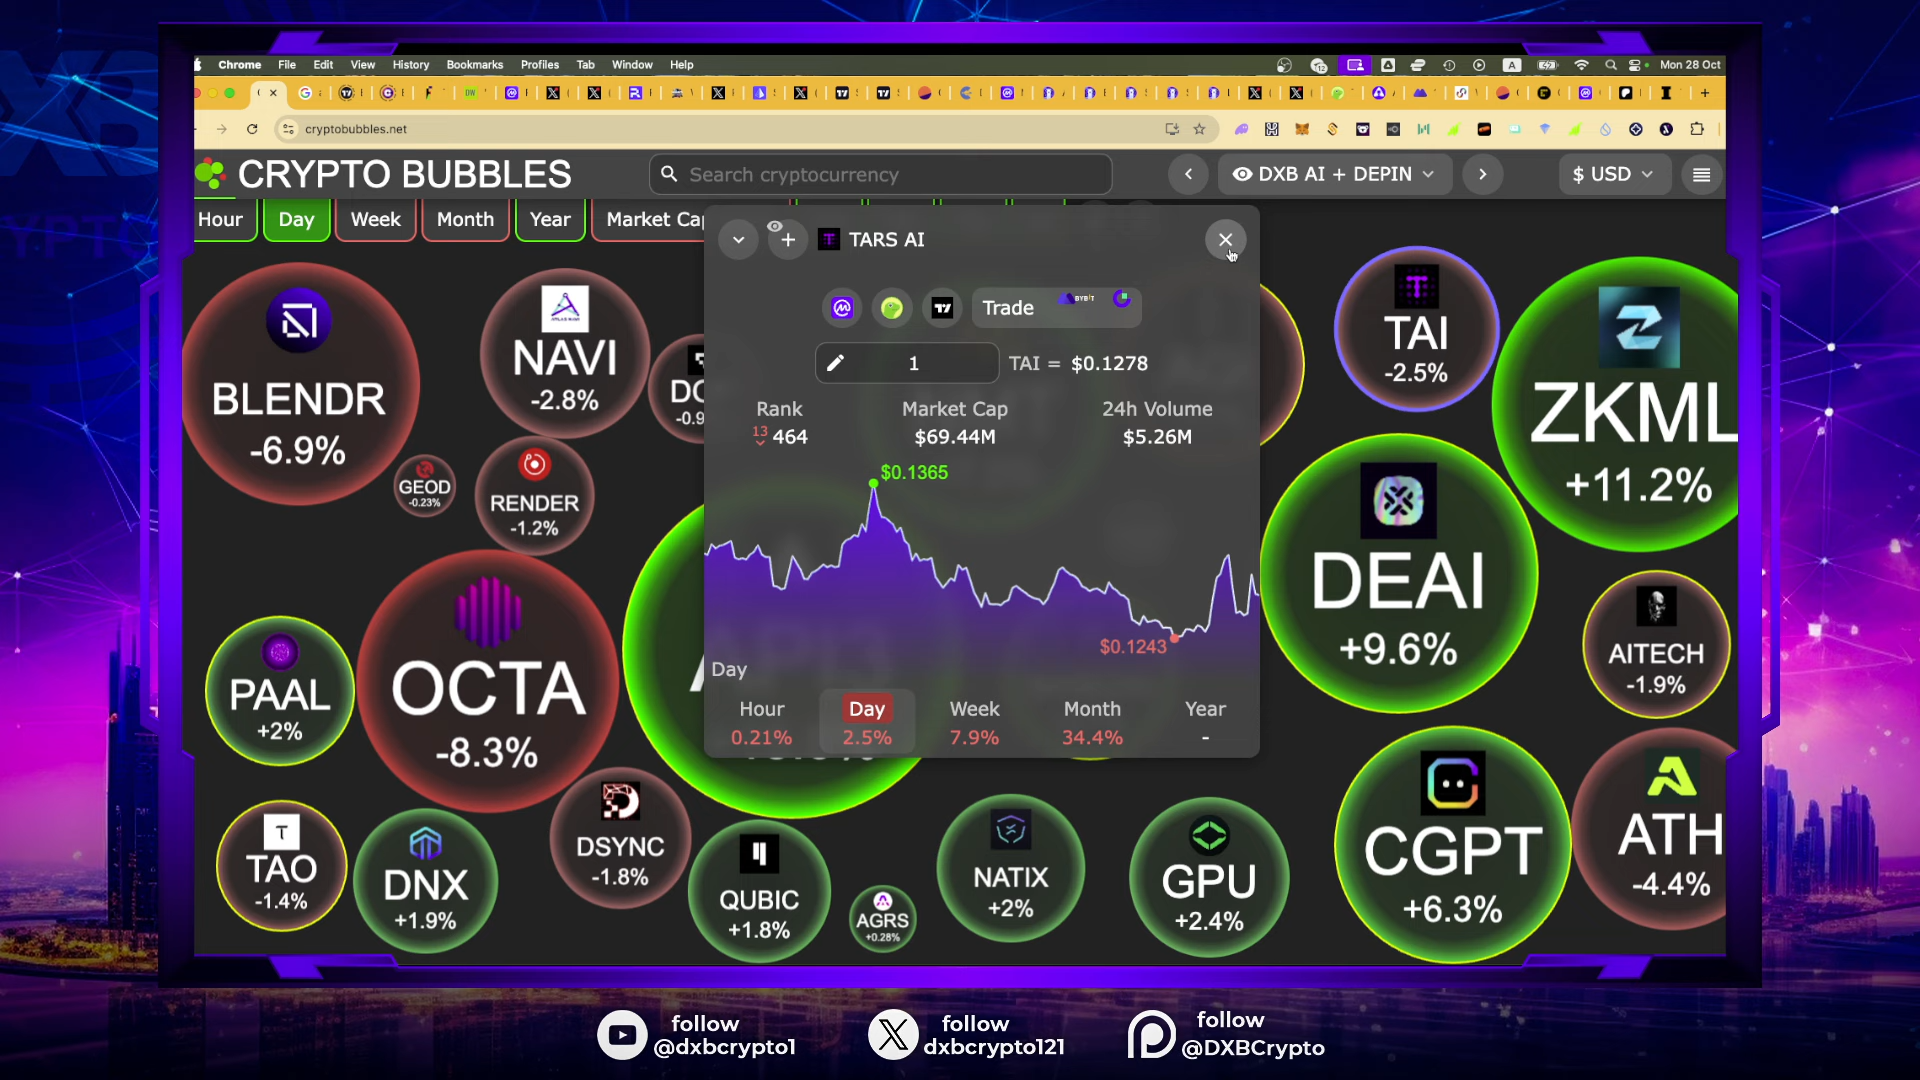 Chrome File Edit View History Bookmarks Profiles Tab Window Help
Mon 28 Oct
cryptobubbles.net
CRYPTO BUBBLES
Search cryptocurrency
DXB AI + DEPIN
$ USD
Hour Day Week Month Year Market Cap
TARS AI
Trade
BYBIT
1 TAI = $0.1278
Rank Market Cap 24h Volume
13 464 $69.44M $5.26M
$0.1365
$0.1243
Day
Hour Day Week Month Year
0.21% 2.5% 7.9% 34.4% -
BLENDR
-6.9%
NAVI
-2.8%
GEOD
-0.23%
RENDER
-1.2%
TAI
-2.5%
ZKML
+11.2%
DEAI
+9.6%
AITECH
-1.9%
PAAL
+2%
OCTA
-8.3%
TAO
-1.4%
DNX
+1.9%
DSYNC
-1.8%
QUBIC
+1.8%
AGRS
+0.28%
NATIX
+2%
GPU
+2.4%
CGPT
+6.3%
ATH
-4.4%
follow
@dxbcrypto1
follow
dxbcrypto121
follow
@DXBCrypto